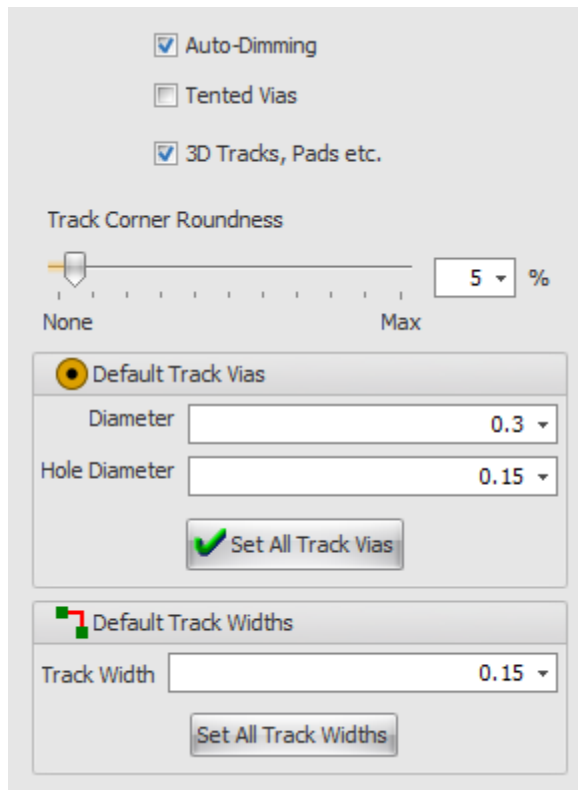 Auto-Dimming
Tented Vias
3D Tracks, Pads etc.
Track Corner Roundness
5 %
None Max
Default Track Vias
Diameter 0.3
Hole Diameter 0.15
Set All Track Vias
Default Track Widths
Track Width 0.15
Set All Track Widths